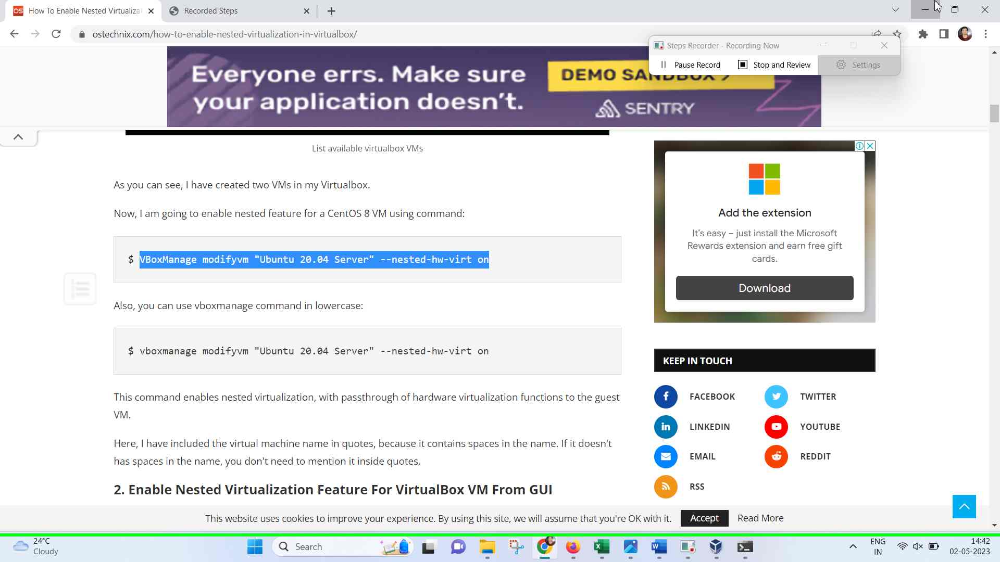 How To Enable Nested Virtualiza
Recorded Steps
ostechnix.com/how-to-enable-nested-virtualization-in-virtualbox/
Steps Recorder - Recording Now
Pause Record
Stop and Review
Settings
Everyone errs. Make sure
your application doesn't.
DEMO SANDBOX >
SENTRY
List available virtualbox VMs
As you can see, I have created two VMs in my Virtualbox.
Now, I am going to enable nested feature for a CentOS 8 VM using command:
$ VBoxManage modifyvm "Ubuntu 20.04 Server" --nested-hw-virt on
Also, you can use vboxmanage command in lowercase:
$ vboxmanage modifyvm "Ubuntu 20.04 Server" --nested-hw-virt on
This command enables nested virtualization, with passthrough of hardware virtualization functions to the guest
VM.
Here, I have included the virtual machine name in quotes, because it contains spaces in the name. If it doesn't
has spaces in the name, you don't need to mention it inside quotes.
2. Enable Nested Virtualization Feature For VirtualBox VM From GUI
Add the extension
It's easy – just install the Microsoft
Rewards extension and earn free gift
cards.
Download
KEEP IN TOUCH
FACEBOOK
TWITTER
LINKEDIN
YOUTUBE
EMAIL
REDDIT
RSS
This website uses cookies to improve your experience. By using this site, we will assume that you're OK with it.
Accept
Read More
24°C
Cloudy
Search
ENG
IN
14:42
02-05-2023